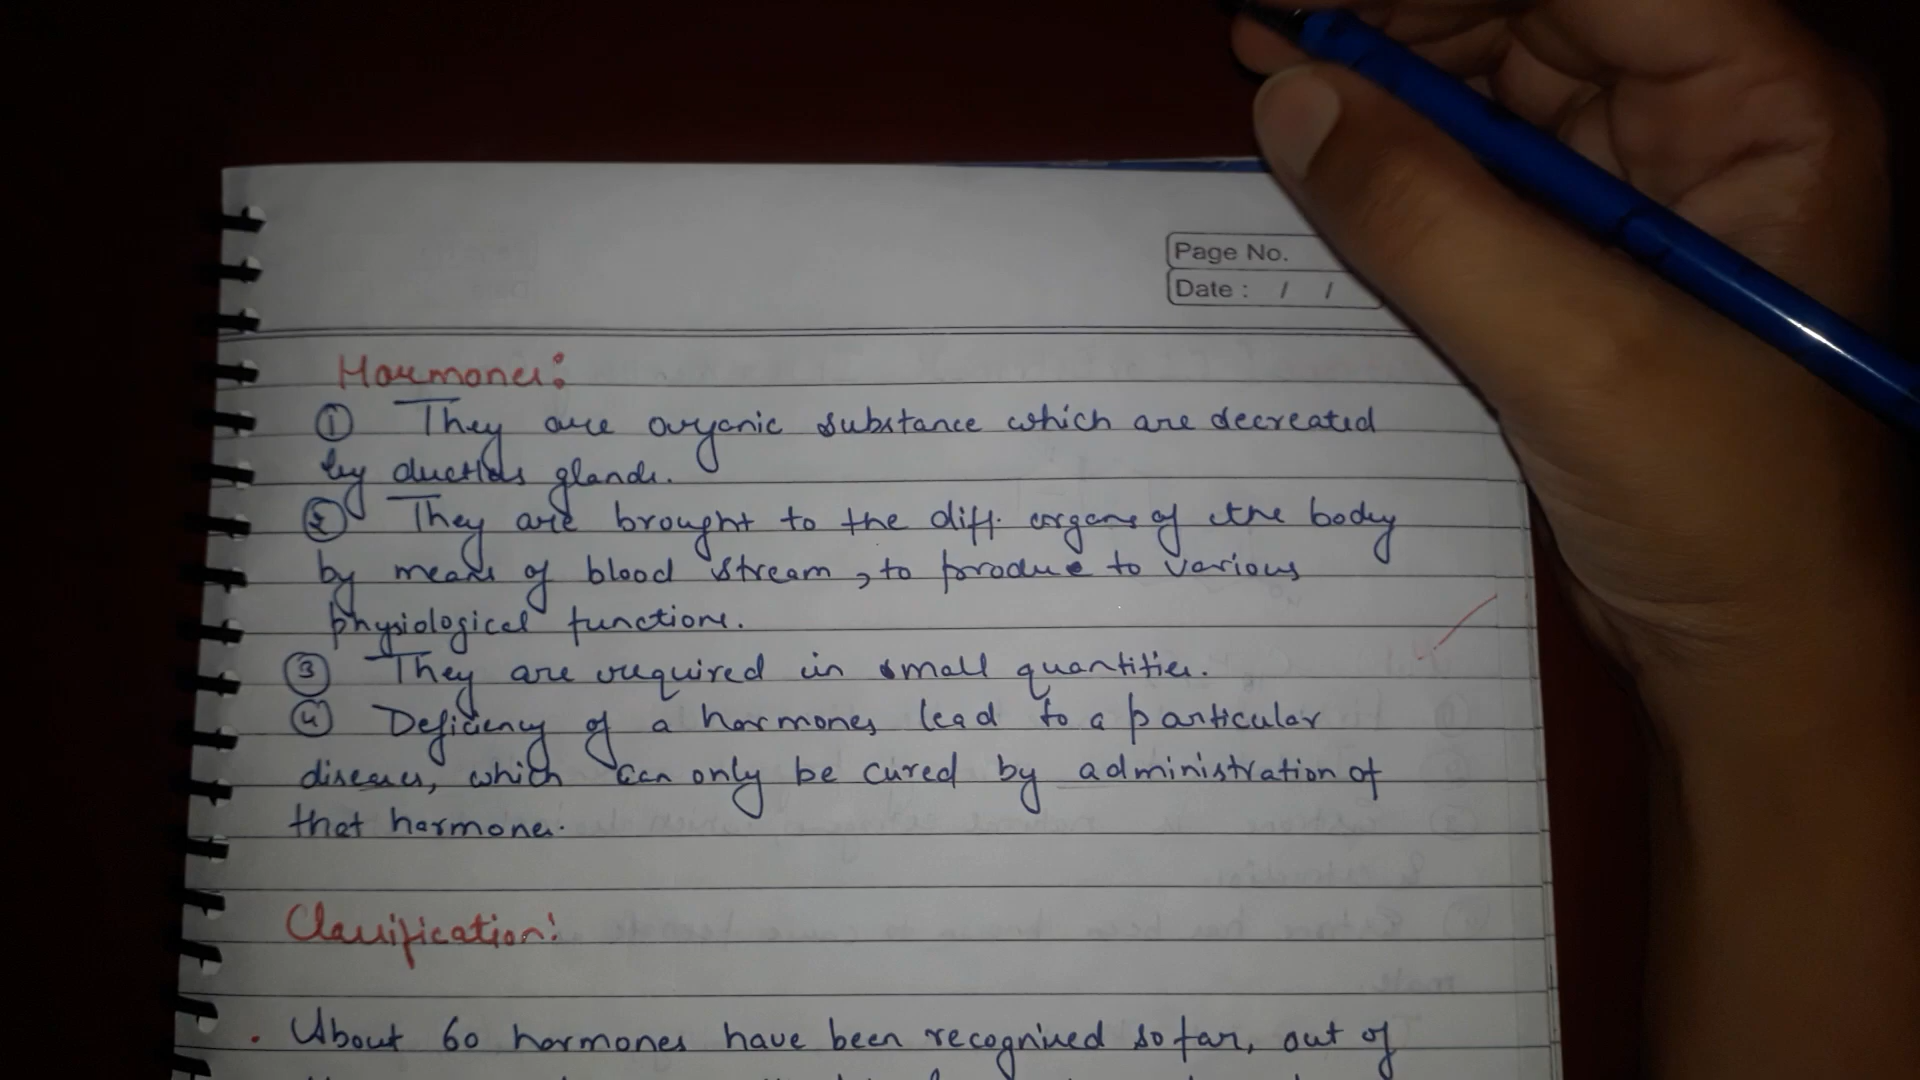 Page No.
Date : / /
Hormones:
① They are organic substance which are decreated
by ductles glands.
② They are brought to the diff. organs of the body
by means of blood stream, to produe to various
physiological functions.
③ They are required in small quantities.
④ Deficiency of a hormones lead to a particular
diseases, which can only be cured by administration of
that hormones.
Classification:
. About 60 hormones have been recognised so far, out of